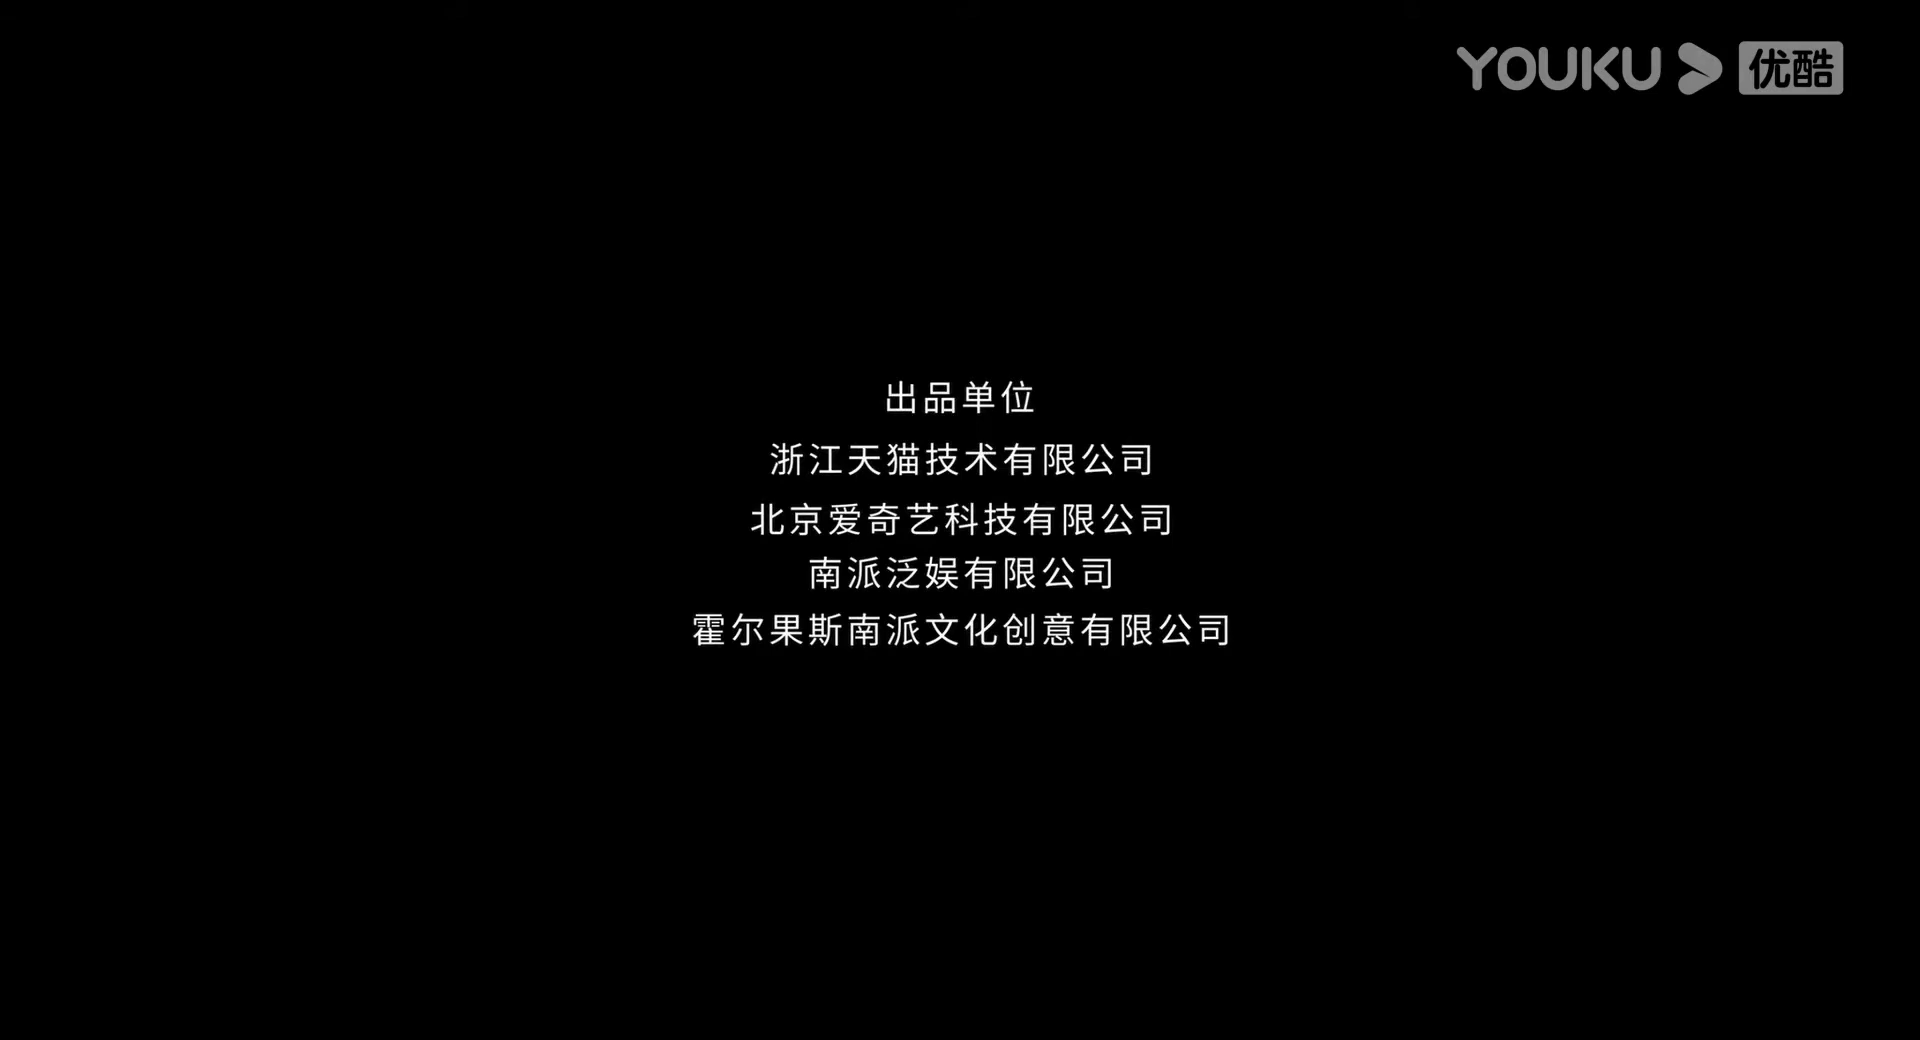 YOUKU 优酷
出品单位
浙江天猫技术有限公司
北京爱奇艺科技有限公司
南派泛娱有限公司
霍尔果斯南派文化创意有限公司